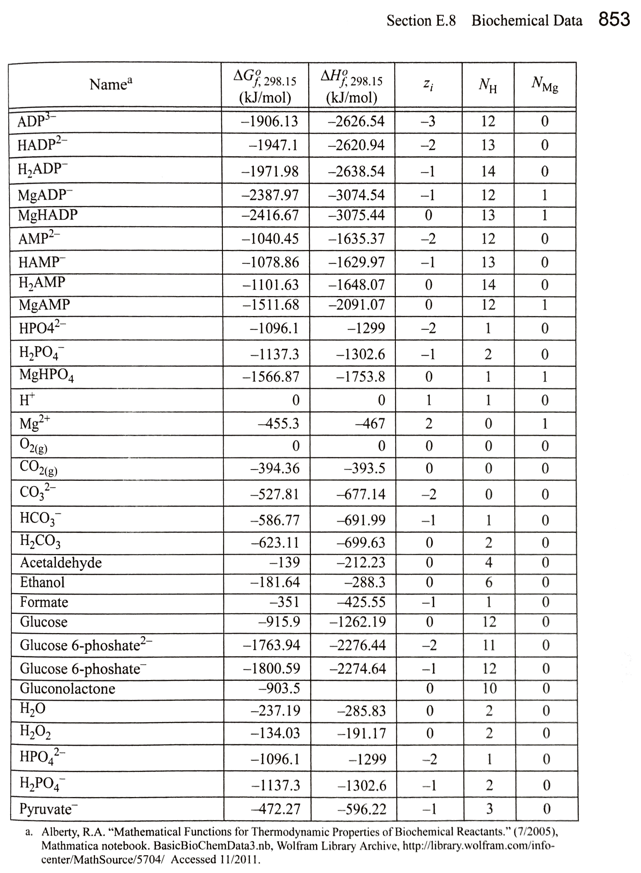 Section E.8 Biochemical Data 853
Nameᵃ ΔG°f, 298.15 (kJ/mol) ΔH°f, 298.15 (kJ/mol) zᵢ N_H N_Mg
ADP³⁻ −1906.13 −2626.54 −3 12 0
HADP²⁻ −1947.1 −2620.94 −2 13 0
H₂ADP⁻ −1971.98 −2638.54 −1 14 0
MgADP⁻ −2387.97 −3074.54 −1 12 1
MgHADP −2416.67 −3075.44 0 13 1
AMP²⁻ −1040.45 −1635.37 −2 12 0
HAMP⁻ −1078.86 −1629.97 −1 13 0
H₂AMP −1101.63 −1648.07 0 14 0
MgAMP −1511.68 −2091.07 0 12 1
HPO4²⁻ −1096.1 −1299 −2 1 0
H₂PO₄⁻ −1137.3 −1302.6 −1 2 0
MgHPO₄ −1566.87 −1753.8 0 1 1
H⁺ 0 0 1 1 0
Mg²⁺ −455.3 −467 2 0 1
O₂(g) 0 0 0 0 0
CO₂(g) −394.36 −393.5 0 0 0
CO₃²⁻ −527.81 −677.14 −2 0 0
HCO₃⁻ −586.77 −691.99 −1 1 0
H₂CO₃ −623.11 −699.63 0 2 0
Acetaldehyde −139 −212.23 0 4 0
Ethanol −181.64 −288.3 0 6 0
Formate −351 −425.55 −1 1 0
Glucose −915.9 −1262.19 0 12 0
Glucose 6-phoshate²⁻ −1763.94 −2276.44 −2 11 0
Glucose 6-phoshate⁻ −1800.59 −2274.64 −1 12 0
Gluconolactone −903.5 0 10 0
H₂O −237.19 −285.83 0 2 0
H₂O₂ −134.03 −191.17 0 2 0
HPO₄²⁻ −1096.1 −1299 −2 1 0
H₂PO₄⁻ −1137.3 −1302.6 −1 2 0
Pyruvate⁻ −472.27 −596.22 −1 3 0
a. Alberty, R.A. “Mathematical Functions for Thermodynamic Properties of Biochemical Reactants.” (7/2005),
Mathmatica notebook. BasicBioChemData3.nb, Wolfram Library Archive, http://library.wolfram.com/info-
center/MathSource/5704/ Accessed 11/2011.